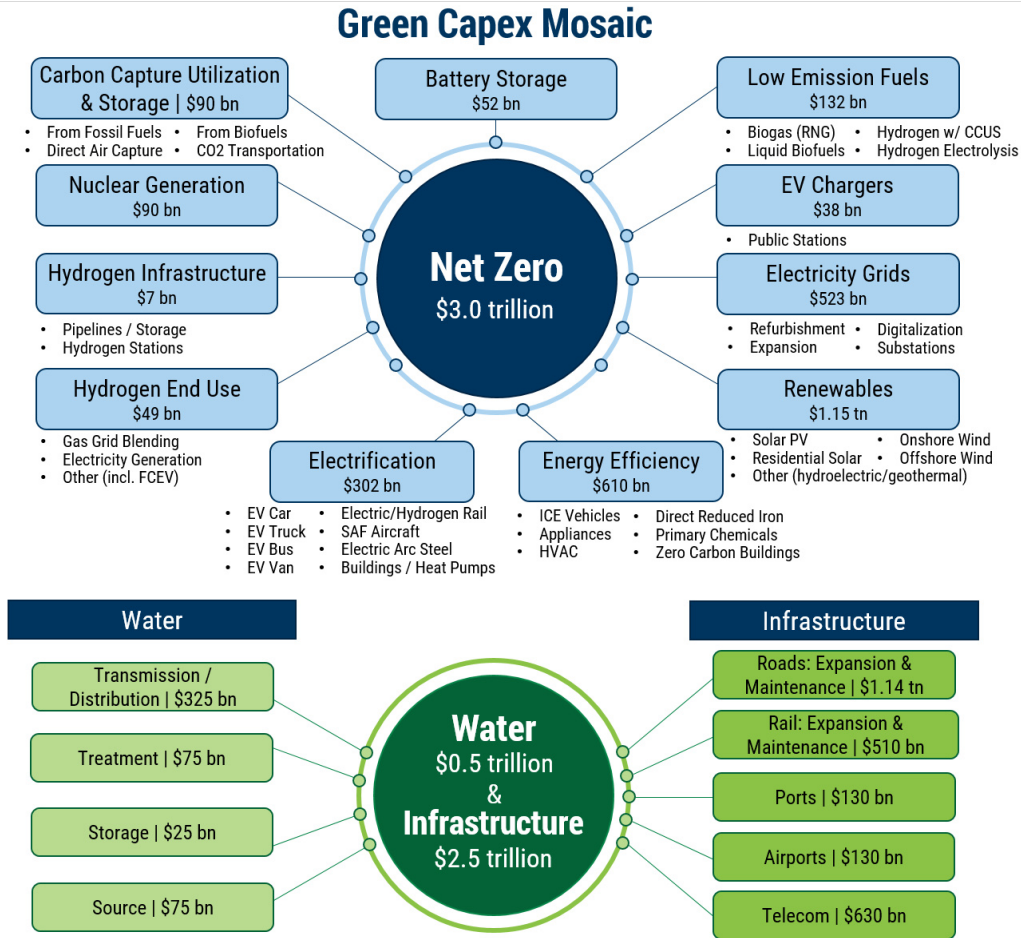 Green Capex Mosaic
Carbon Capture Utilization
& Storage | $90 bn
• From Fossil Fuels • From Biofuels
• Direct Air Capture • CO2 Transportation
Battery Storage
$52 bn
Low Emission Fuels
$132 bn
• Biogas (RNG) • Hydrogen w/ CCUS
• Liquid Biofuels • Hydrogen Electrolysis
Nuclear Generation
$90 bn
EV Chargers
$38 bn
• Public Stations
Net Zero
$3.0 trillion
Hydrogen Infrastructure
$7 bn
• Pipelines / Storage
• Hydrogen Stations
Electricity Grids
$523 bn
• Refurbishment • Digitalization
• Expansion • Substations
Hydrogen End Use
$49 bn
• Gas Grid Blending
• Electricity Generation
• Other (incl. FCEV)
Renewables
$1.15 tn
• Solar PV • Onshore Wind
• Residential Solar • Offshore Wind
• Other (hydroelectric/geothermal)
Electrification
$302 bn
• EV Car • Electric/Hydrogen Rail
• EV Truck • SAF Aircraft
• EV Bus • Electric Arc Steel
• EV Van • Buildings / Heat Pumps
Energy Efficiency
$610 bn
• ICE Vehicles • Direct Reduced Iron
• Appliances • Primary Chemicals
• HVAC • Zero Carbon Buildings
Water
Transmission /
Distribution | $325 bn
Treatment | $75 bn
Storage | $25 bn
Source | $75 bn
Water
$0.5 trillion
&
Infrastructure
$2.5 trillion
Infrastructure
Roads: Expansion &
Maintenance | $1.14 tn
Rail: Expansion &
Maintenance | $510 bn
Ports | $130 bn
Airports | $130 bn
Telecom | $630 bn